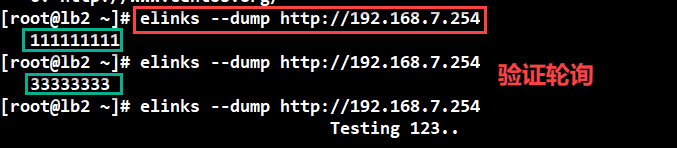 [root@lb2 ~]# elinks --dump http://192.168.7.254
111111111
[root@lb2 ~]# elinks --dump http://192.168.7.254
33333333
验证轮询
[root@lb2 ~]# elinks --dump http://192.168.7.254
Testing 123..